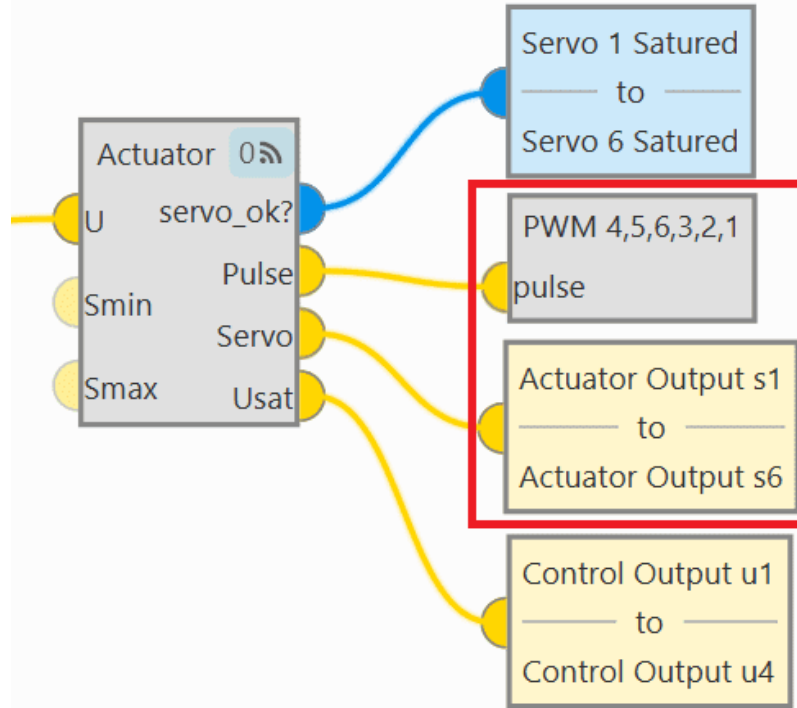 Servo 1 Satured
to
Servo 6 Satured
Actuator 0
U
servo_ok?
Pulse
Smin
Servo
Smax
Usat
PWM 4,5,6,3,2,1
pulse
Actuator Output s1
to
Actuator Output s6
Control Output u1
to
Control Output u4